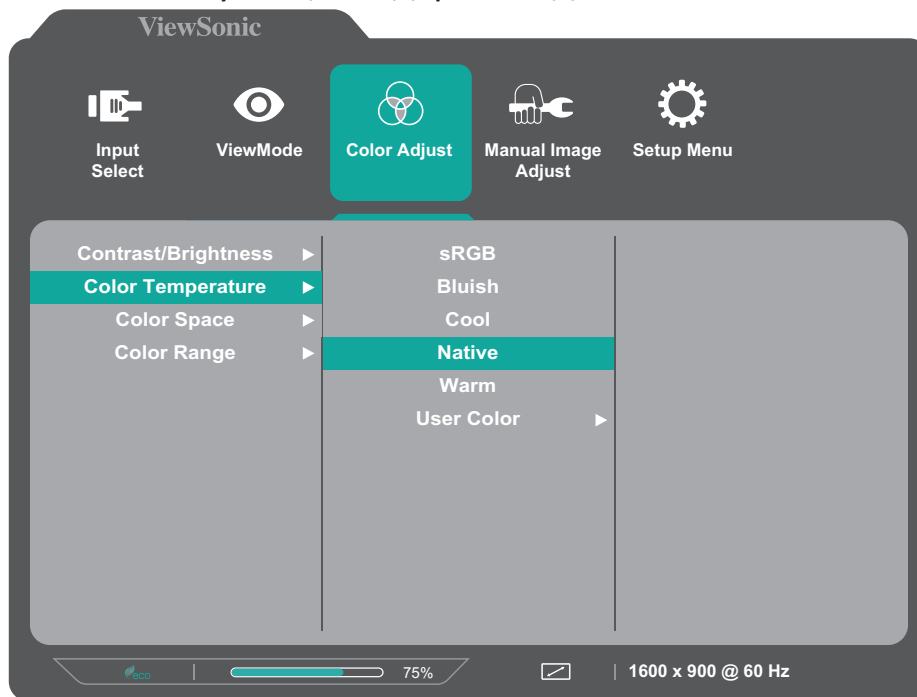 ViewSonic
Input
Select
ViewMode
Color Adjust
Manual Image
Adjust
Setup Menu
Contrast/Brightness
Color Temperature
Color Space
Color Range
sRGB
Bluish
Cool
Native
Warm
User Color
eco
75%
1600 x 900 @ 60 Hz